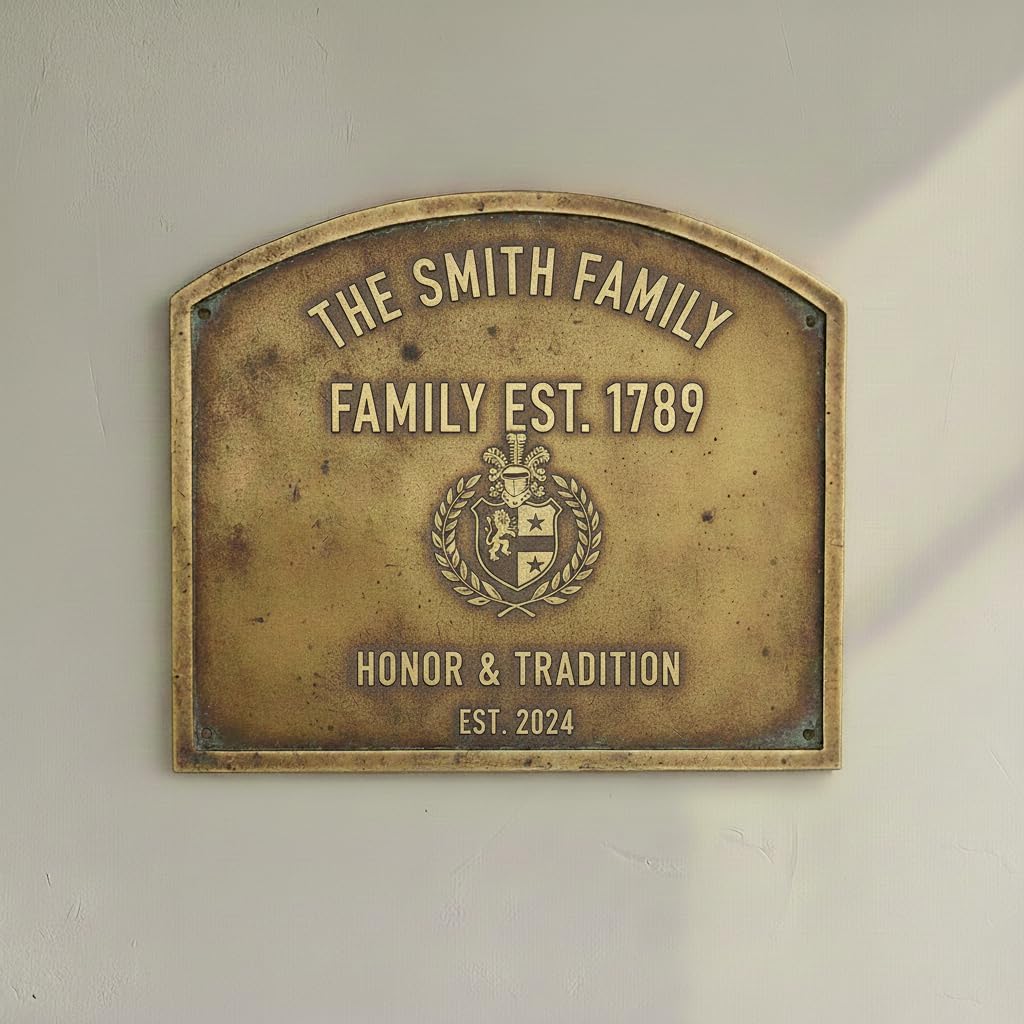 THE SMITH FAMILY
FAMILY EST. 1789
HONOR & TRADITION
EST. 2024